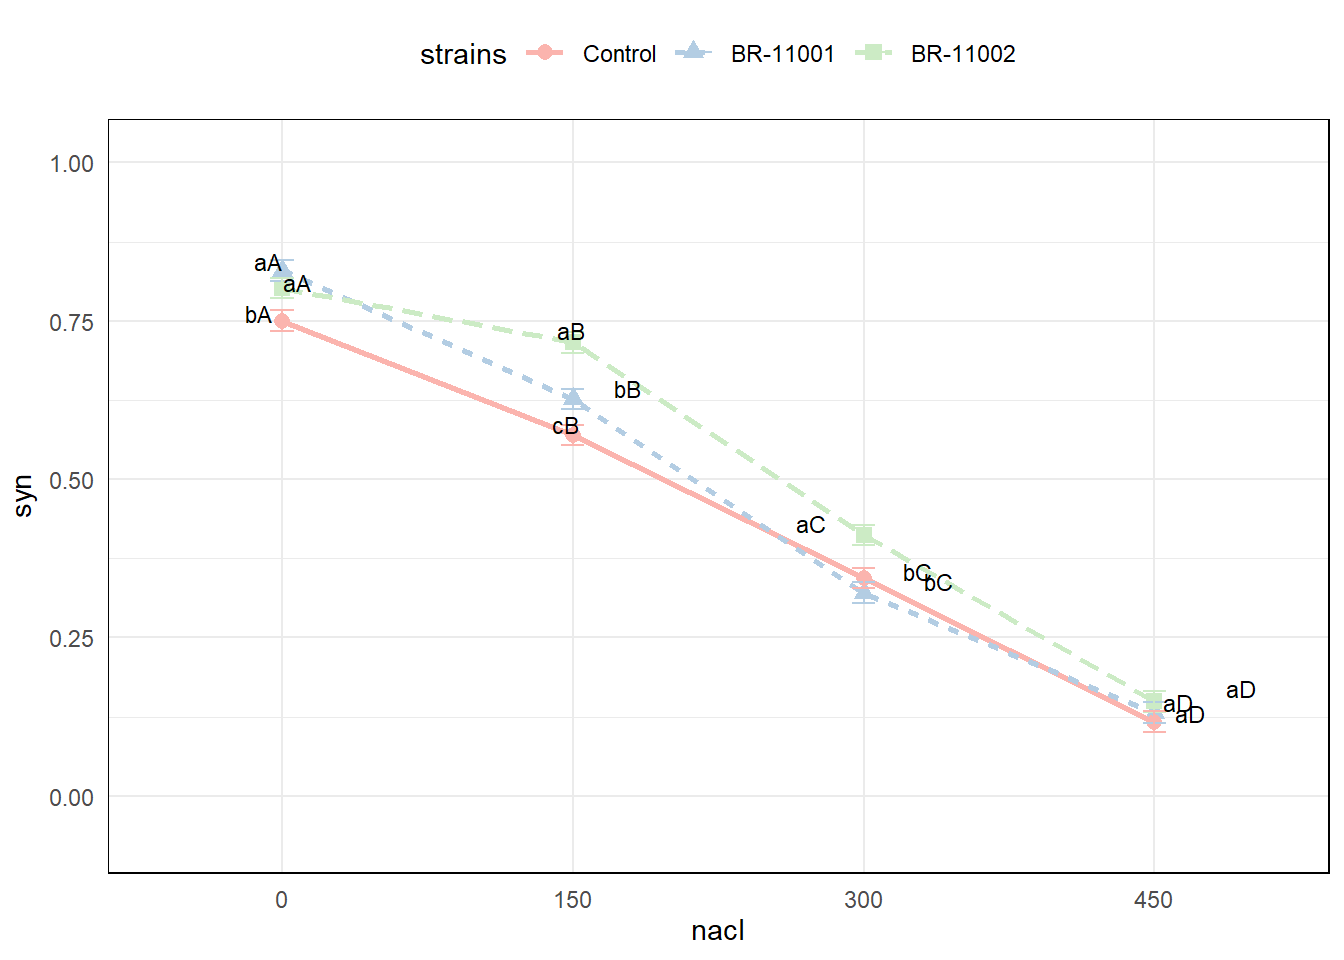 strains Control BR-11001 BR-11002
1.00
aA
aA
bA
0.75
aB
bB
cB
0.50
syn
aC
bC
bC
0.25
aD
aD
aD
0.00
0 150 300 450
nacl